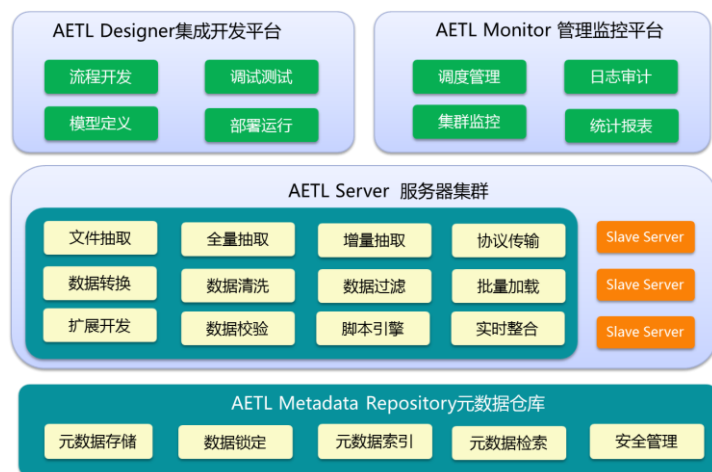 AETL Designer集成开发平台
流程开发
调试测试
模型定义
部署运行
AETL Monitor 管理监控平台
调度管理
日志审计
集群监控
统计报表
AETL Server 服务器集群
文件抽取
全量抽取
增量抽取
协议传输
Slave Server
数据转换
数据清洗
数据过滤
批量加载
Slave Server
扩展开发
数据校验
脚本引擎
实时整合
Slave Server
AETL Metadata Repository元数据仓库
元数据存储
数据锁定
元数据索引
元数据检索
安全管理